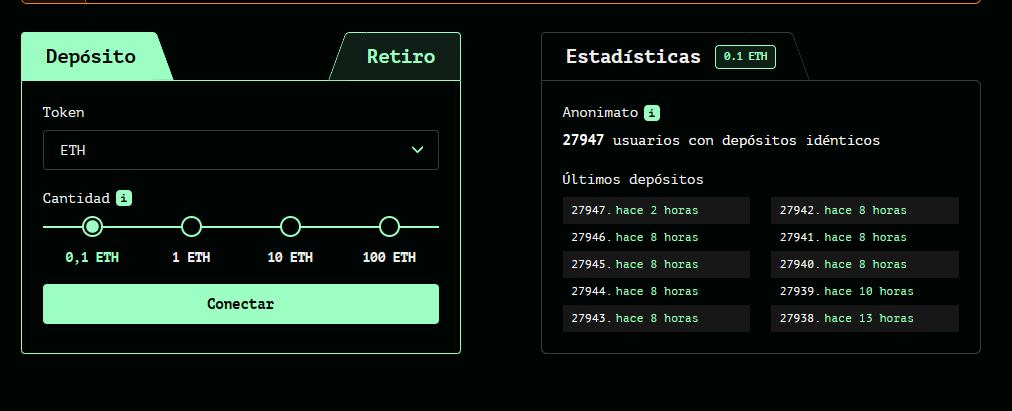 Depósito
Retiro
Token
ETH
Cantidad i
0,1 ETH 1 ETH 10 ETH 100 ETH
Conectar
Estadísticas 0.1 ETH
Anonimato i
27947 usuarios con depósitos idénticos
Últimos depósitos
27947. hace 2 horas
27946. hace 8 horas
27945. hace 8 horas
27944. hace 8 horas
27943. hace 8 horas
27942. hace 8 horas
27941. hace 8 horas
27940. hace 8 horas
27939. hace 10 horas
27938. hace 13 horas